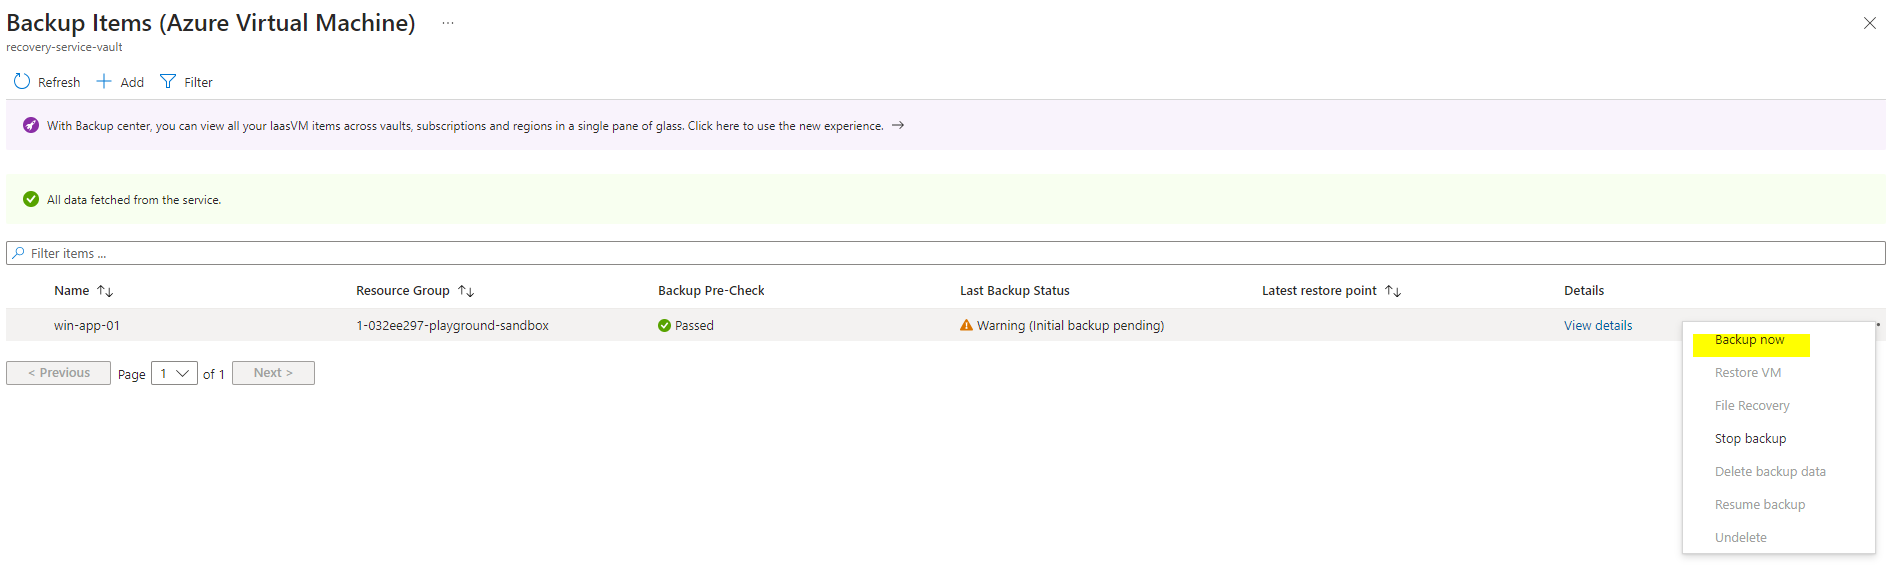 Backup Items (Azure Virtual Machine) ...
recovery-service-vault
Refresh Add Filter
With Backup center, you can view all your IaasVM items across vaults, subscriptions and regions in a single pane of glass. Click here to use the new experience. →
All data fetched from the service.
Filter items ...
Name ↑↓ Resource Group ↑↓ Backup Pre-Check Last Backup Status Latest restore point ↑↓ Details
win-app-01 1-032ee297-playground-sandbox Passed Warning (Initial backup pending) View details
< Previous Page 1 of 1 Next >
Backup now
Restore VM
File Recovery
Stop backup
Delete backup data
Resume backup
Undelete